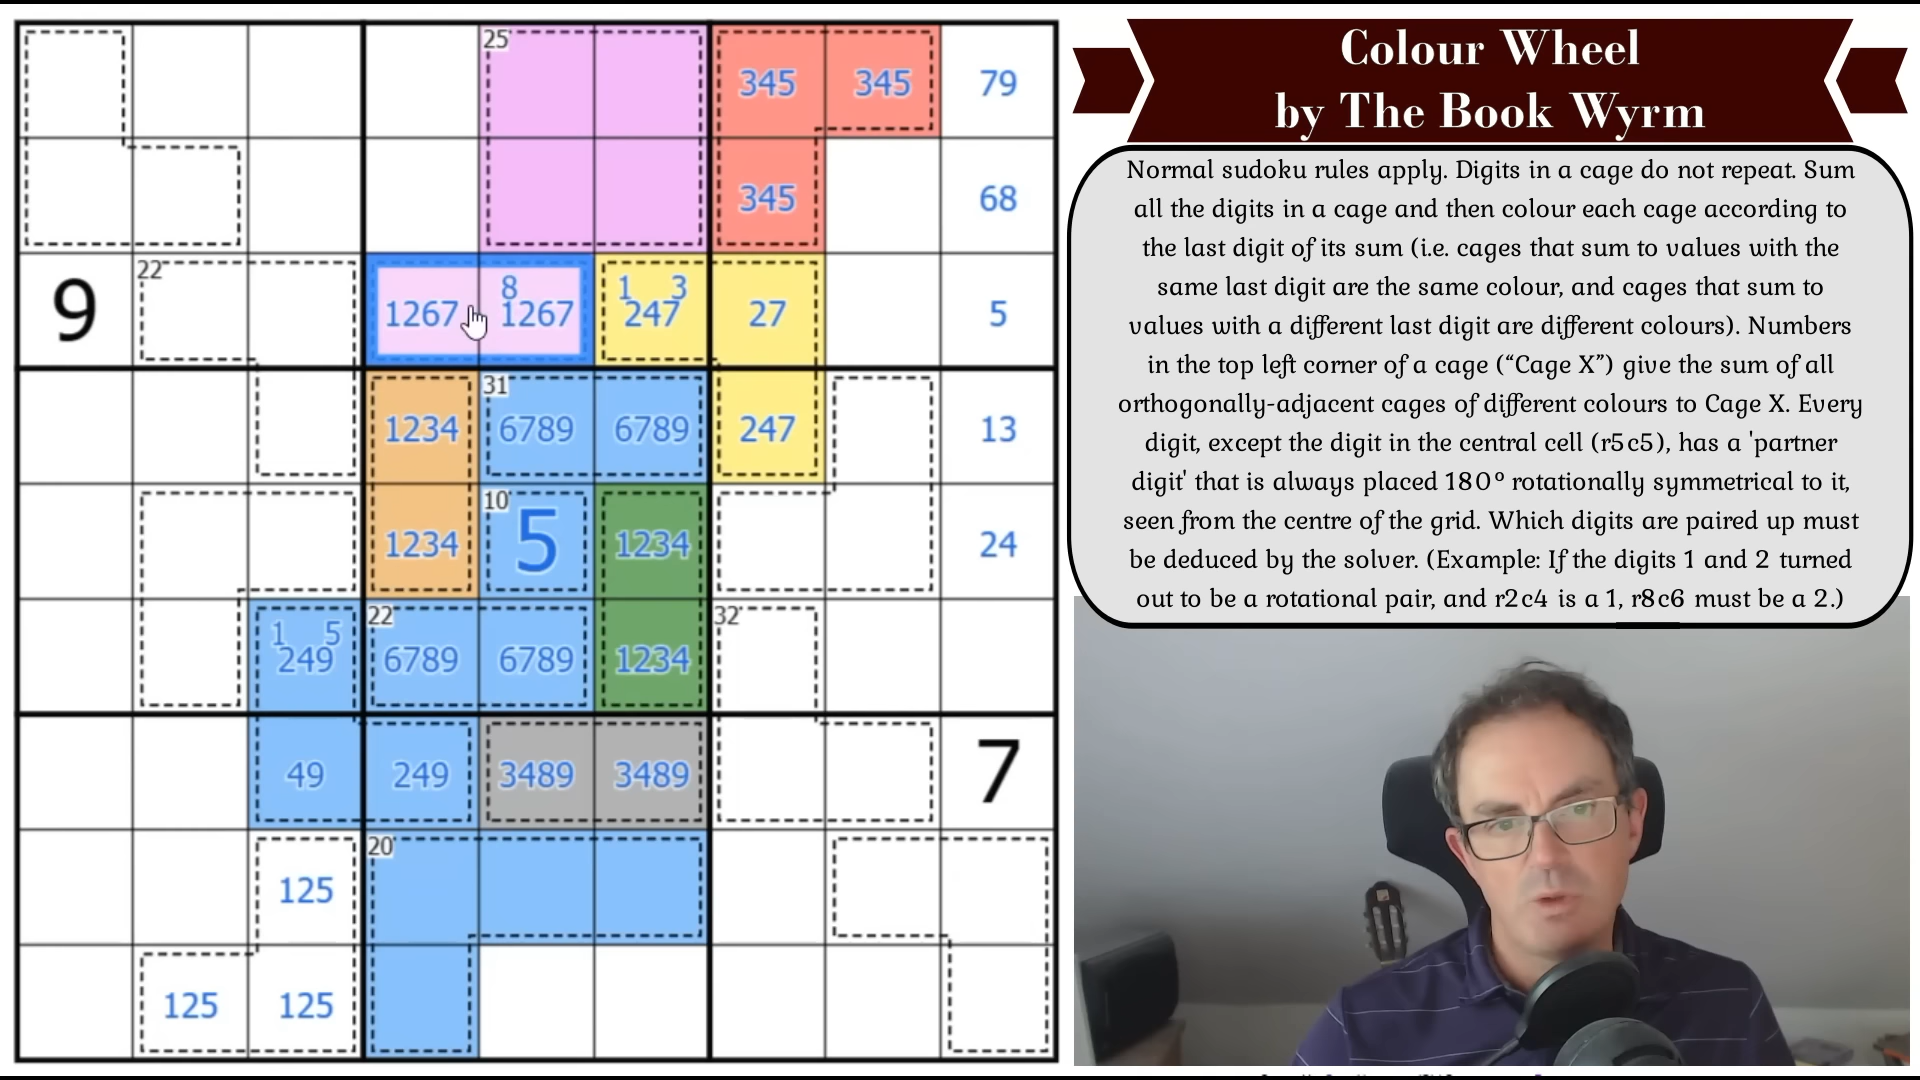 Colour Wheel
by The Book Wyrm
Normal sudoku rules apply. Digits in a cage do not repeat. Sum
all the digits in a cage and then colour each cage according to
the last digit of its sum (i.e. cages that sum to values with the
same last digit are the same colour, and cages that sum to
values with a different last digit are different colours). Numbers
in the top left corner of a cage (“Cage X”) give the sum of all
orthogonally-adjacent cages of different colours to Cage X. Every
digit, except the digit in the central cell (r5c5), has a 'partner
digit' that is always placed 180º rotationally symmetrical to it,
seen from the centre of the grid. Which digits are paired up must
be deduced by the solver. (Example: If the digits 1 and 2 turned
out to be a rotational pair, and r2c4 is a 1, r8c6 must be a 2.)
25
345 345 79
345 68
9 22 1267 8 1267 1 3 247 27 5
1234 31 6789 6789 247 13
1234 10 5 1234 24
1 5 249 22 6789 6789 1234 32
49 249 3489 3489 7
125 20
125 125